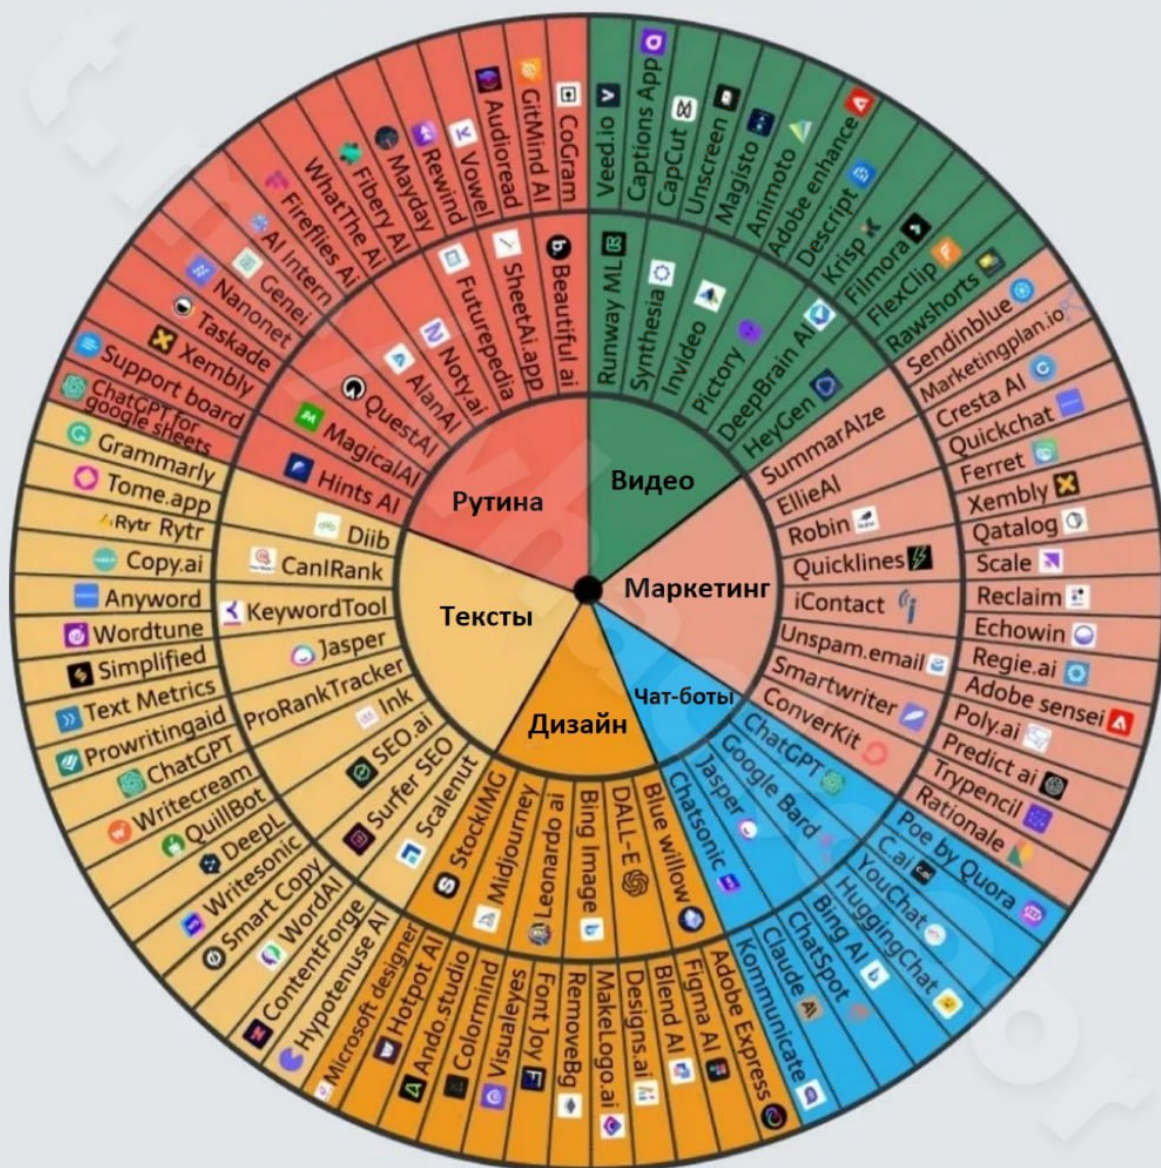 Видео
Runway ML
Synthesia
Invideo
Pictory
DeepBrain AI
HeyGen
Veed.io
Captions App
CapCut
Unscreen
Magisto
Animoto
Adobe enhance
Descript
Krisp
Filmora
FlexClip
Rawshorts
Маркетинг
SummarAIze
EllieAI
Robin
Quicklines
iContact
Unspam.email
Smartwriter
ConverKit
Sendinblue
Marketingplan.io
Cresta AI
Quickchat
Ferret
Xembly
Qatalog
Scale
Reclaim
Echowin
Regie.ai
Adobe sensei
Poly.ai
Predict ai
Trypencil
Rationale
Чат-боты
ChatGPT
Google Bard
Jasper
Chatsonic
Poe by Quora
C.ai
YouChat
HuggingChat
Bing AI
ChatSpot
Claude
Kommunicate
Дизайн
Blue willow
DALL-E
Bing Image
Leonardo ai
Midjourney
StockIMG
Adobe Express
Figma AI
Blend AI
Designs.ai
MakeLogo.ai
RemoveBg
Font Joy
Visualeyes
Colormind
Ando.studio
Hotpot AI
Microsoft designer
Тексты
Scalenut
Surfer SEO
SEO.ai
Ink
ProRankTracker
Jasper
KeywordTool
CanIRank
Diib
Hypotenuse AI
ContentForge
WordAI
Smart Copy
Writesonic
DeepL
QuillBot
Writecream
ChatGPT
Prowritingaid
Text Metrics
Simplified
Wordtune
Anyword
Copy.ai
Rytr Rytr
Tome.app
Grammarly
Рутина
Hints AI
MagicalAI
QuestAI
AlanAI
Noty.ai
Futurepedia
SheetAi.app
Beautiful ai
ChatGPT for
google sheets
Support board
Xembly
Taskade
Nanonet
Genei
AI Intern
Fireflies Ai
WhatThe Ai
Fibery AI
Mayday
Rewind
Vowel
Audioread
GitMind AI
CoGram